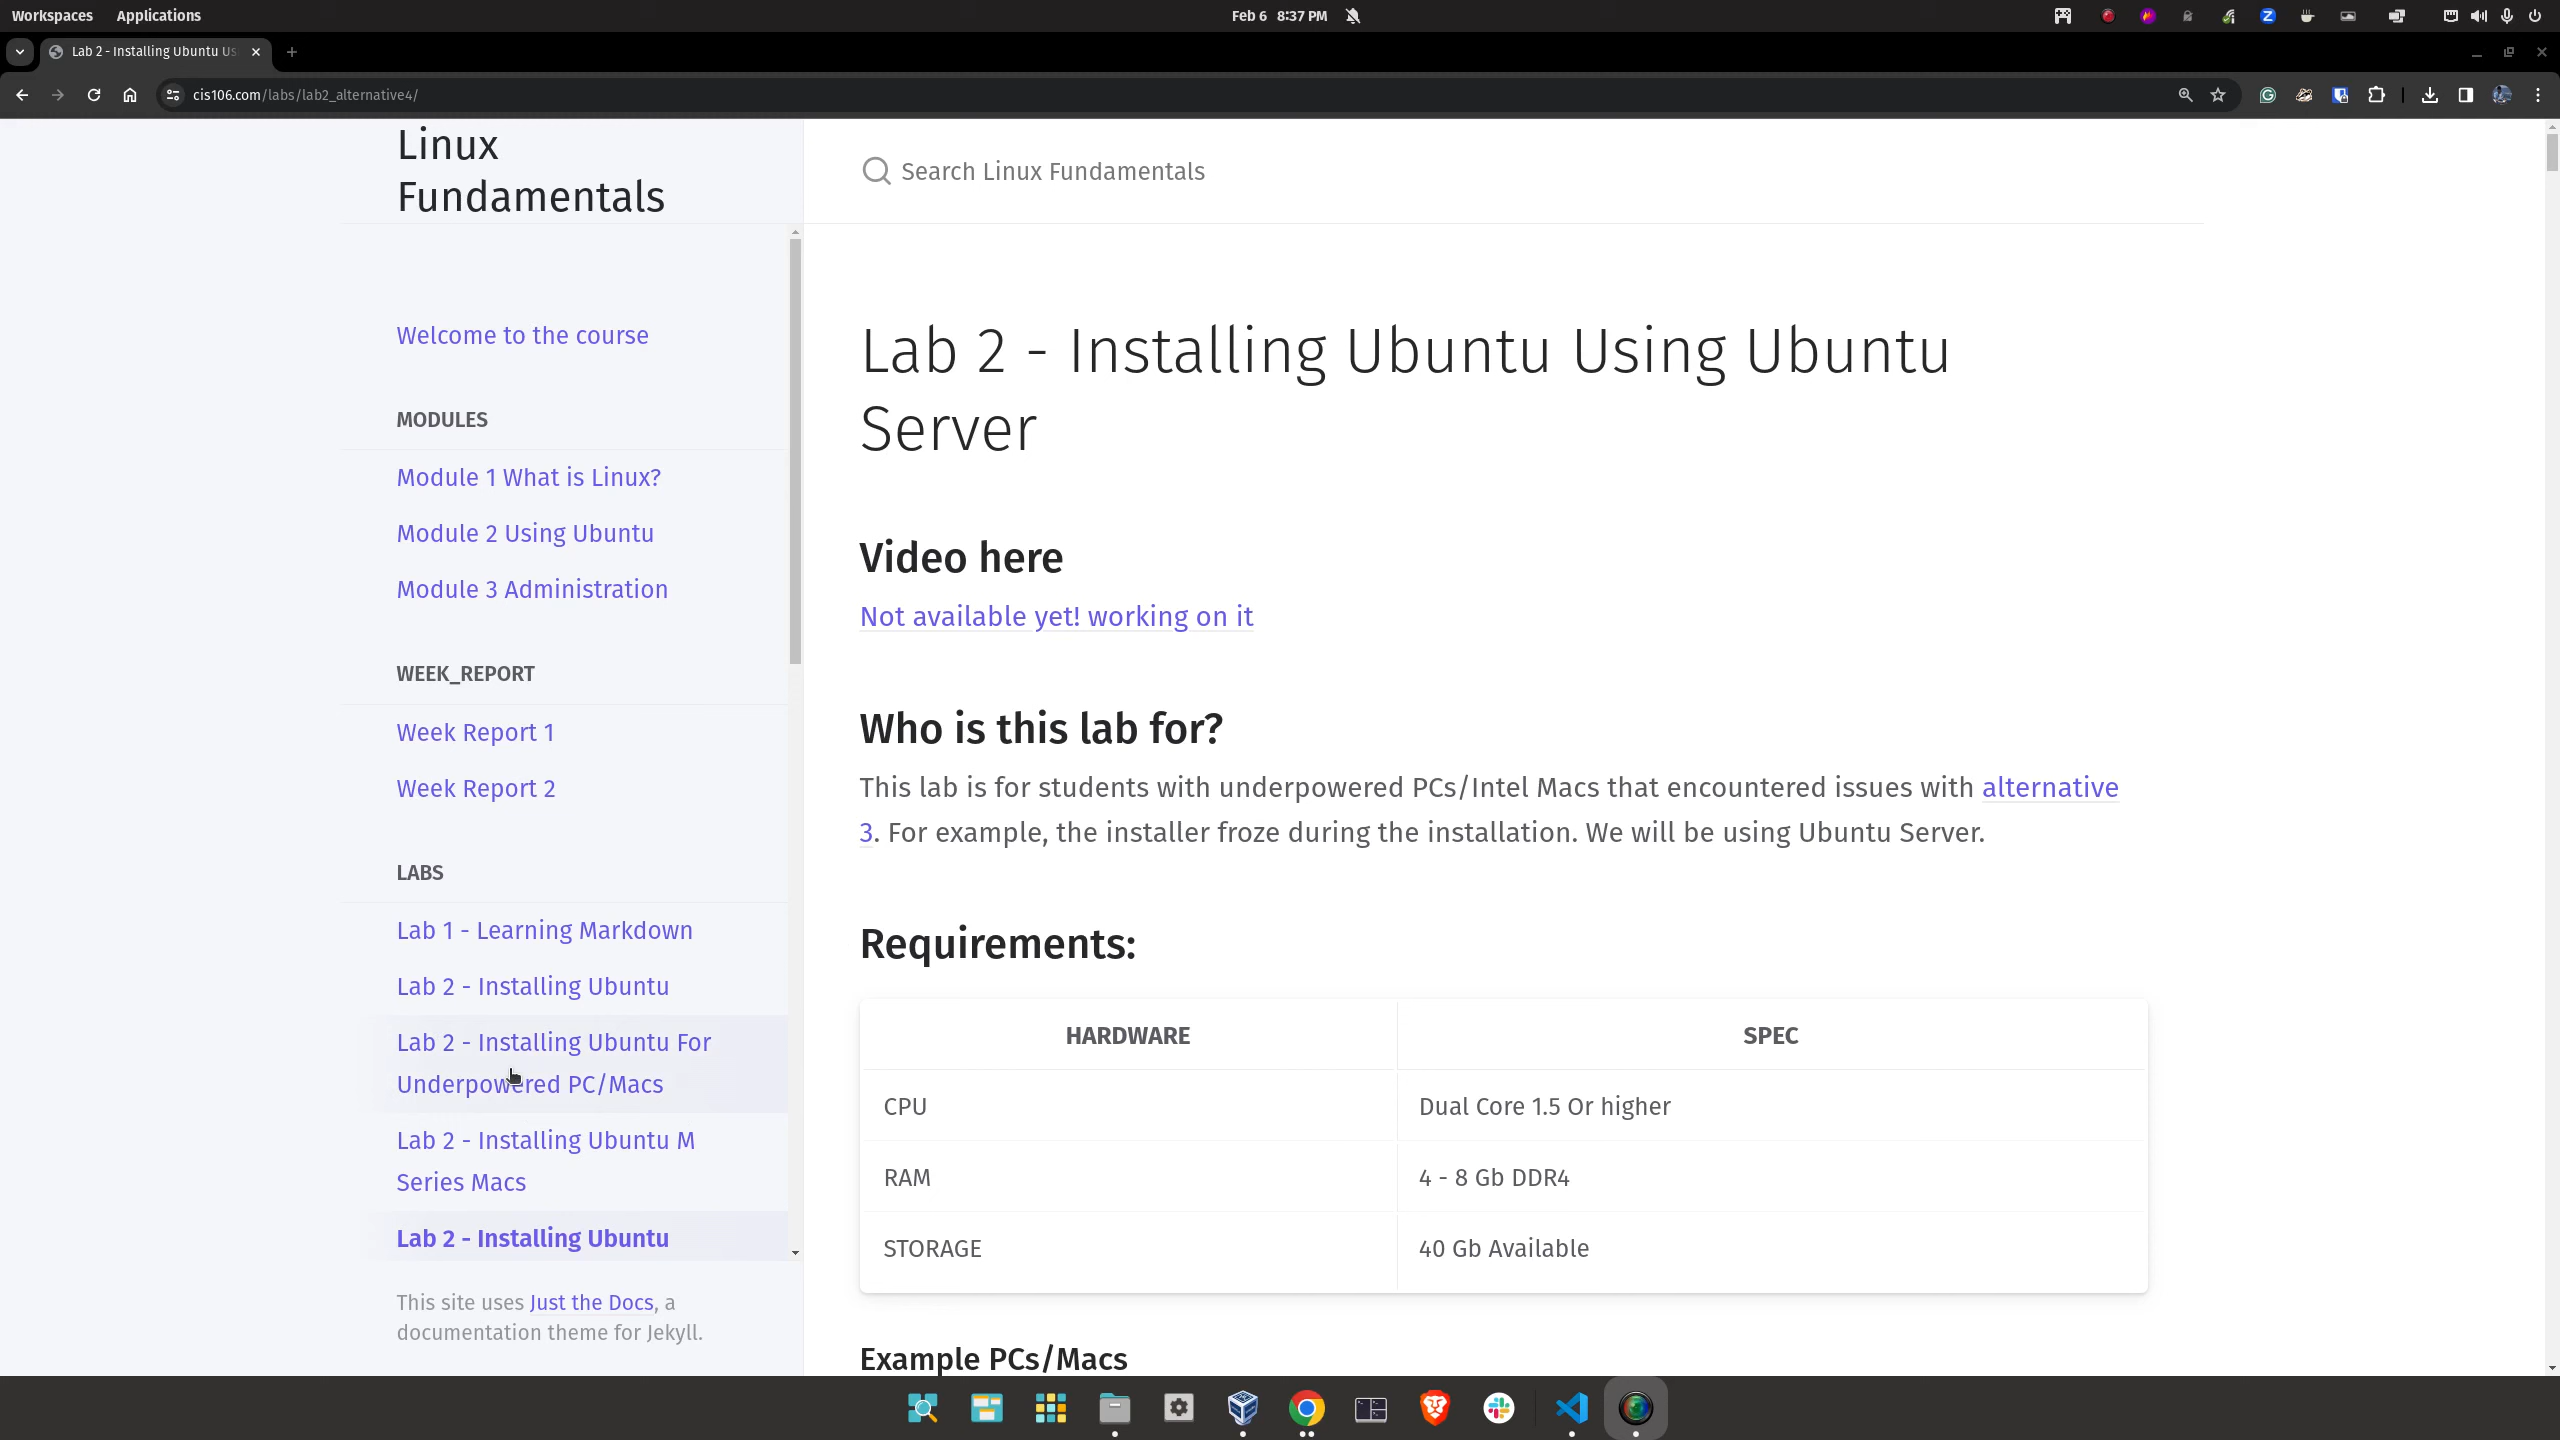 Workspaces
Applications
Feb 6 8:37 PM
Lab 2 - Installing Ubuntu Us
cis106.com/labs/lab2_alternative4/
Linux
Fundamentals
Search Linux Fundamentals
Welcome to the course
MODULES
Module 1 What is Linux?
Module 2 Using Ubuntu
Module 3 Administration
WEEK_REPORT
Week Report 1
Week Report 2
LABS
Lab 1 - Learning Markdown
Lab 2 - Installing Ubuntu
Lab 2 - Installing Ubuntu For
Underpowered PC/Macs
Lab 2 - Installing Ubuntu M
Series Macs
Lab 2 - Installing Ubuntu
This site uses Just the Docs, a
documentation theme for Jekyll.
Lab 2 - Installing Ubuntu Using Ubuntu
Server
Video here
Not available yet! working on it
Who is this lab for?
This lab is for students with underpowered PCs/Intel Macs that encountered issues with alternative
3. For example, the installer froze during the installation. We will be using Ubuntu Server.
Requirements:
HARDWARE SPEC
CPU Dual Core 1.5 Or higher
RAM 4 - 8 Gb DDR4
STORAGE 40 Gb Available
Example PCs/Macs